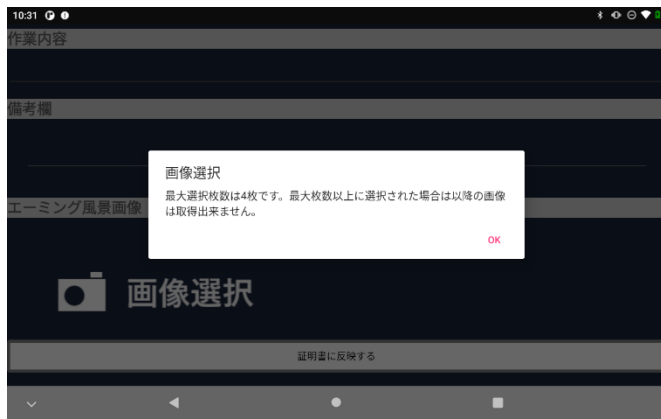 10:31
作業内容
備考欄
画像選択
最大選択枚数は4枚です。最大枚数以上に選択された場合は以降の画像
は取得出来ません。
エーミング風景画像
OK
画像選択
証明書に反映する